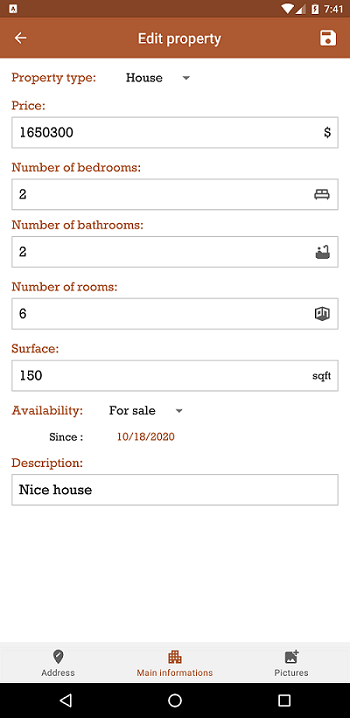 7:41
Edit property
Property type: House
Price:
1650300 $
Number of bedrooms:
2
Number of bathrooms:
2
Number of rooms:
6
Surface:
150 sqft
Availability: For sale
Since : 10/18/2020
Description:
Nice house
Address Main informations Pictures